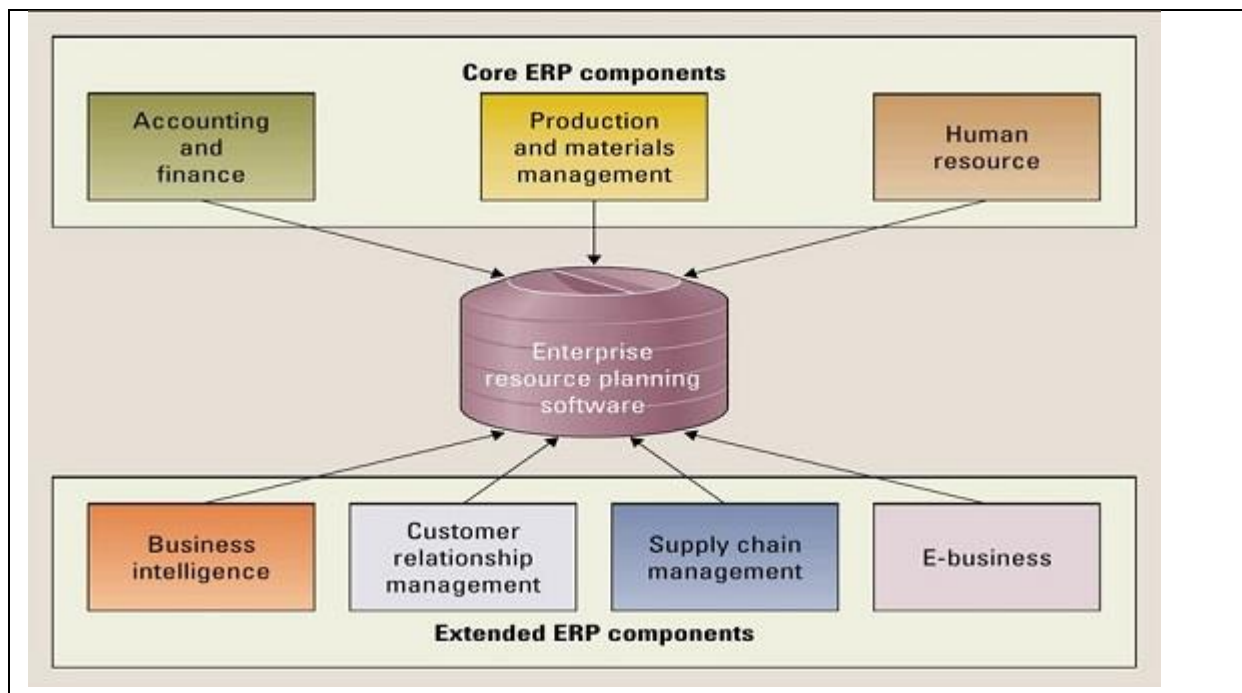 Core ERP components
Accounting
and
finance
Production
and materials
management
Human
resource
Enterprise
resource planning
software
Business
intelligence
Customer
relationship
management
Supply chain
management
E-business
Extended ERP components